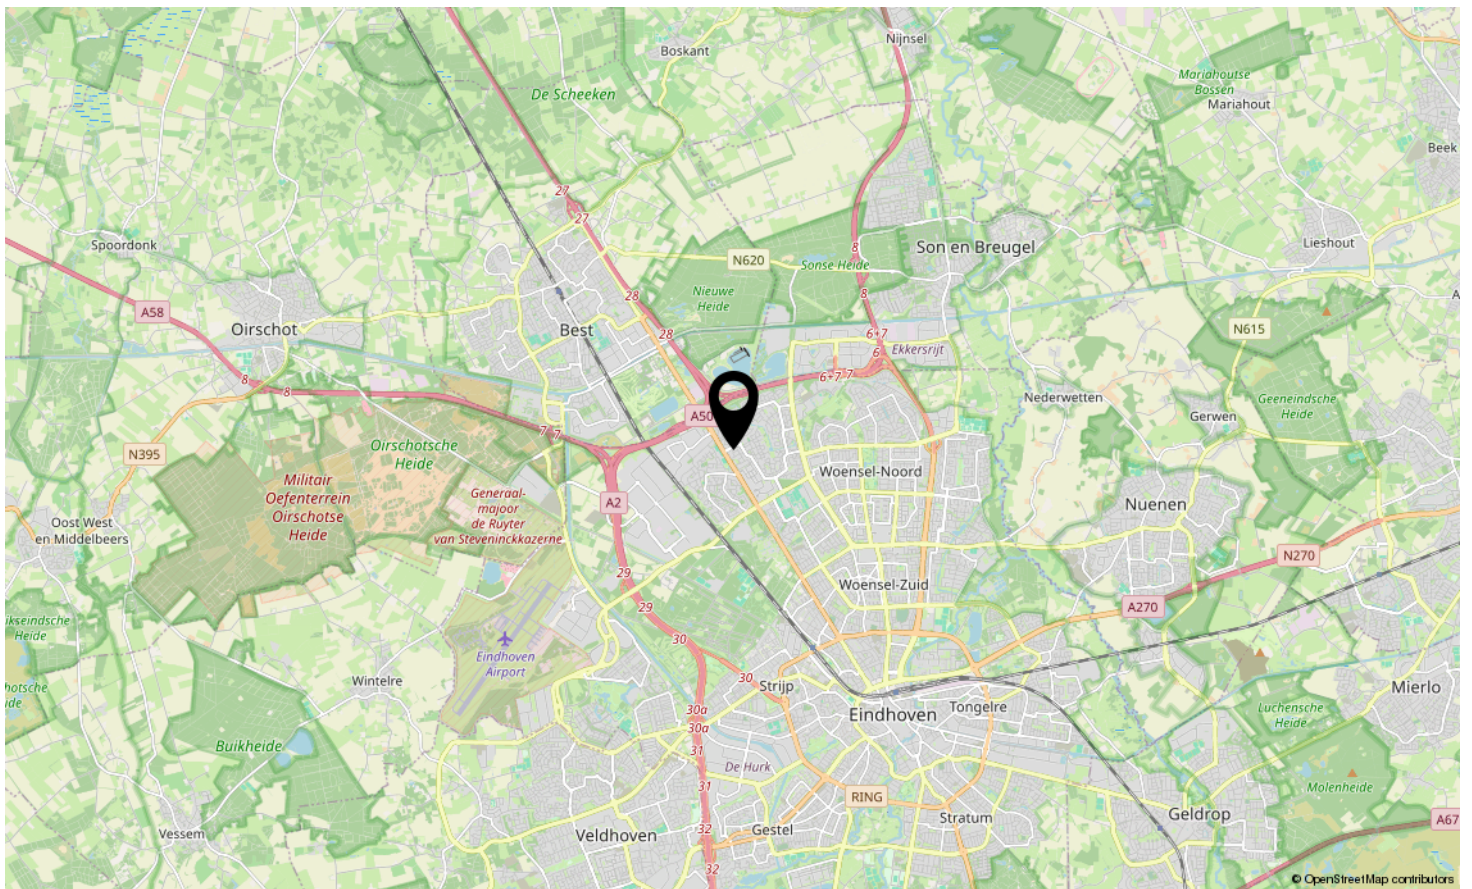 Boskant
Nijnsel
Mariahoutse
Bossen
Mariahout
De Scheeken
Beek
27
27
Spoordonk
8
Son en Breugel
Lieshout
N620
Sonse Heide
Nieuwe
Heide
28
8
A58
Oirschot
Best
28
6+7
N615
6
Ekkersrijt
8
8
6+7 7
Nederwetten
Geeneindsche
Heide
A50
Gerwen
7
7
Oirschotsche
Heide
N395
Woensel-Noord
Militair
Oefenterrein
Oirschotse
Heide
Generaal-
majoor
de Ruyter
van Steveninckkazerne
A2
Nuenen
Oost West
en Middelbeers
N270
29
Woensel-Zuid
29
A270
Heide
30
Eindhoven
Airport
Wintelre
30
Strijp
Mierlo
30a
Eindhoven
Tongelre
Luchensche
Heide
30a
Buikheide
31
De Hurk
31
Molenheide
RING
Vessem
Veldhoven
32
Gestel
Stratum
Geldrop
A67
32
© OpenStreetMap contributors